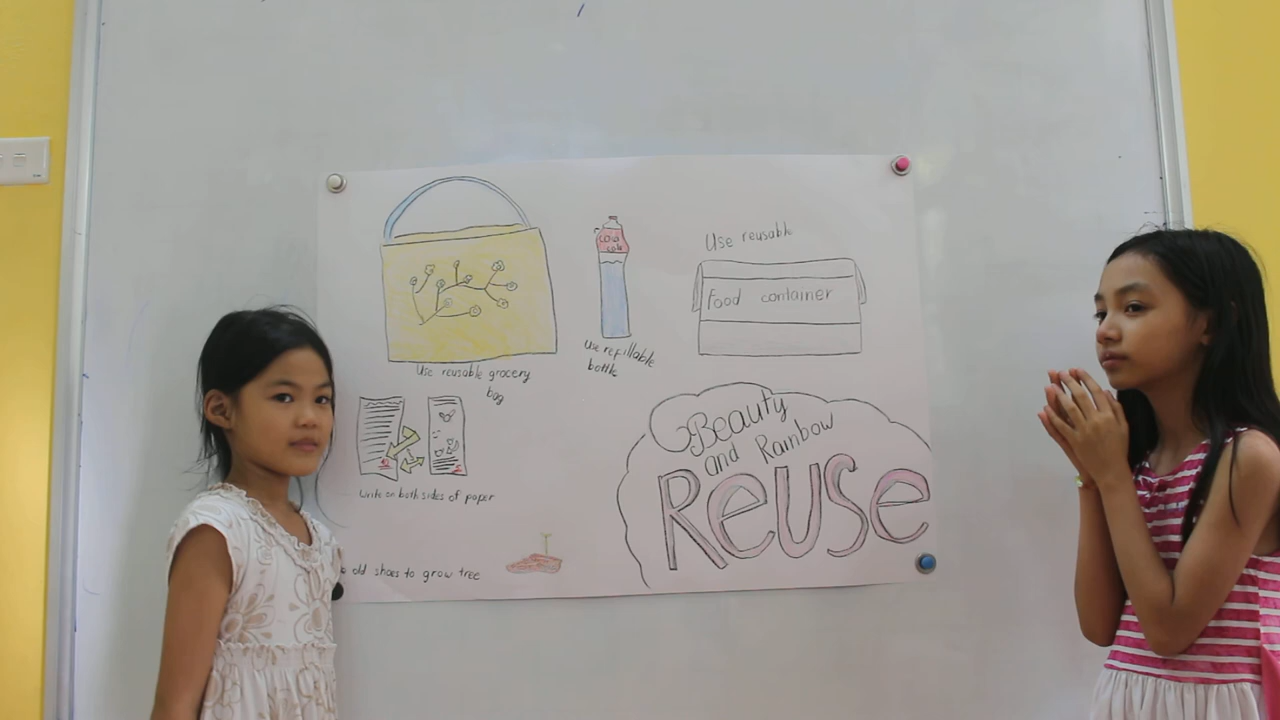 Cola
cola
Use reusable
Food container
Use reusable grocery
bag
Use refillable
bottle
Write on both sides of paper
old shoes to grow tree
Beauty
and Rainbow
REUSE